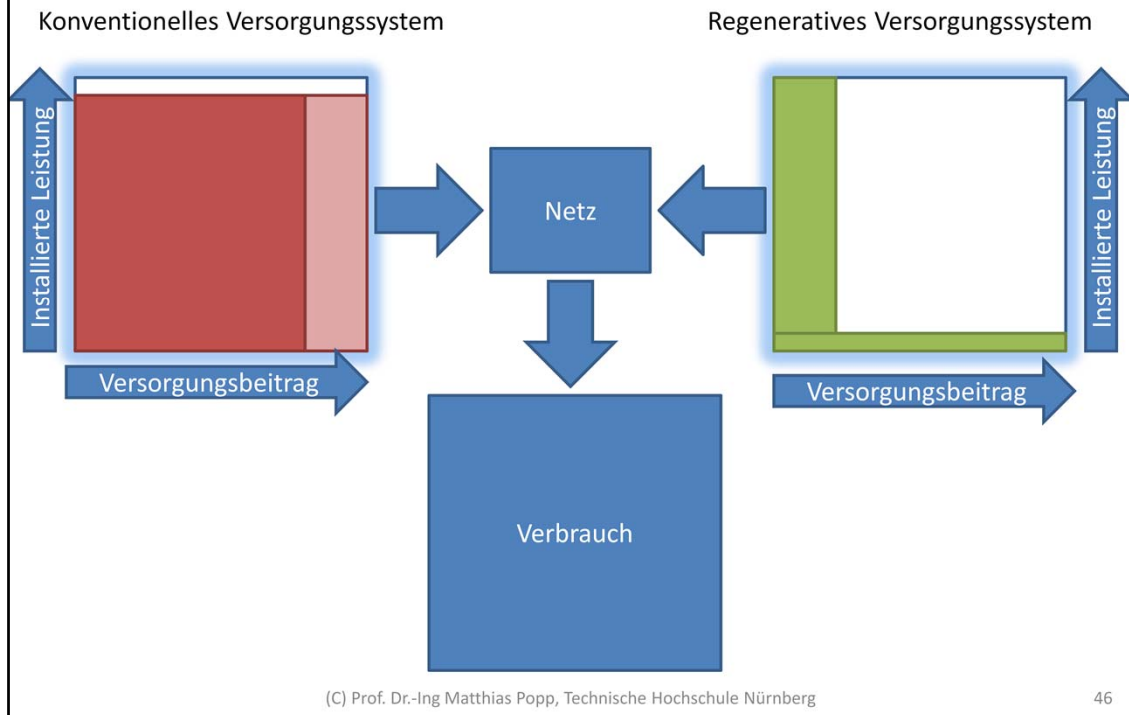 Konventionelles Versorgungssystem
Regeneratives Versorgungssystem
Installierte Leistung
Versorgungsbeitrag
Netz
Installierte Leistung
Versorgungsbeitrag
Verbrauch
(C) Prof. Dr.-Ing Matthias Popp, Technische Hochschule Nürnberg
46